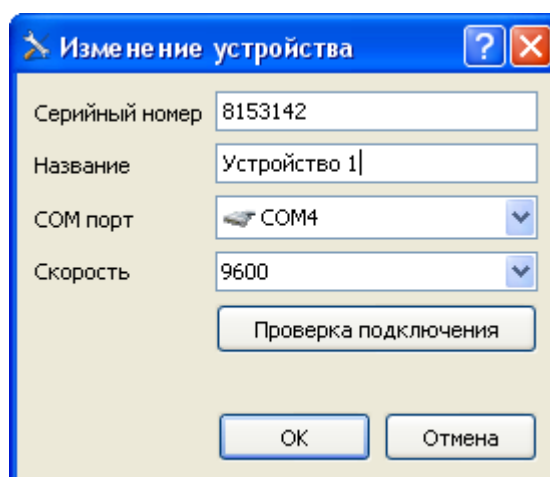 Изменение устройства
Серийный номер 8153142
Название Устройство 1
COM порт COM4
Скорость 9600
Проверка подключения
OK Отмена